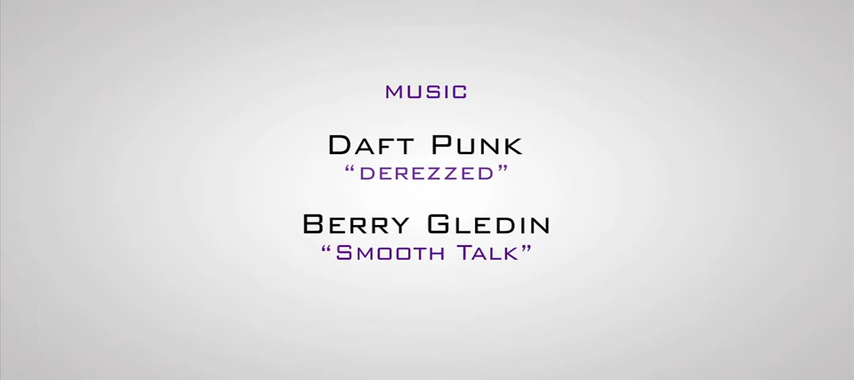 MUSIC
DAFT PUNK
“DEREZZED”
BERRY GLEDIN
“SMOOTH TALK”